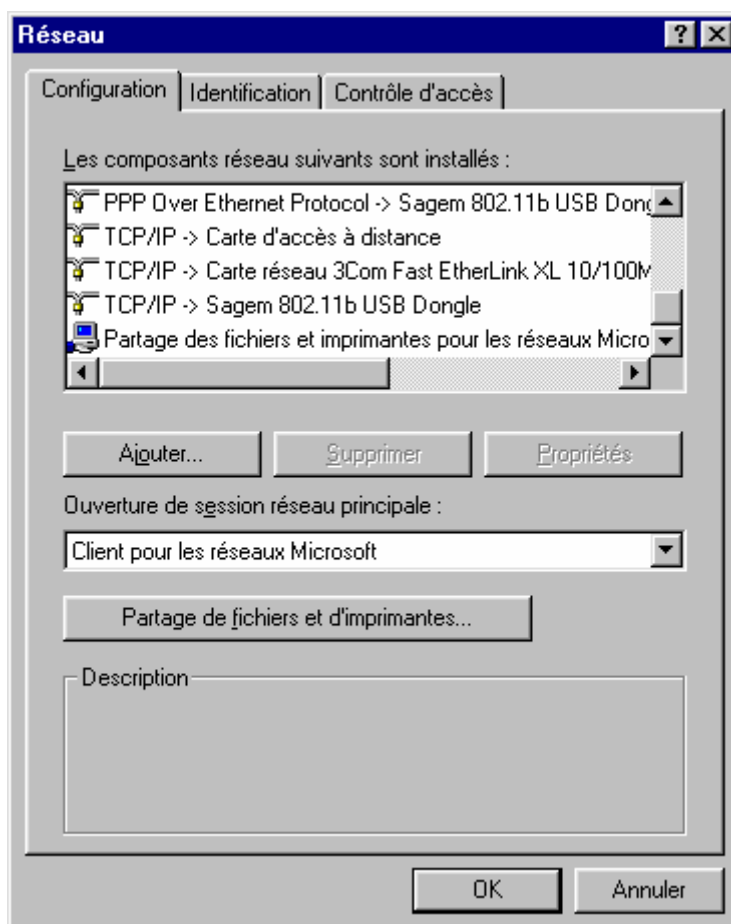 Réseau
Configuration Identification Contrôle d'accès
Les composants réseau suivants sont installés :
PPP Over Ethernet Protocol -> Sagem 802.11b USB Dong
TCP/IP -> Carte d'accès à distance
TCP/IP -> Carte réseau 3Com Fast EtherLink XL 10/100M
TCP/IP -> Sagem 802.11b USB Dongle
Partage des fichiers et imprimantes pour les réseaux Micro
Ajouter... Supprimer Propriétés
Ouverture de session réseau principale :
Client pour les réseaux Microsoft
Partage de fichiers et d'imprimantes...
Description
OK Annuler